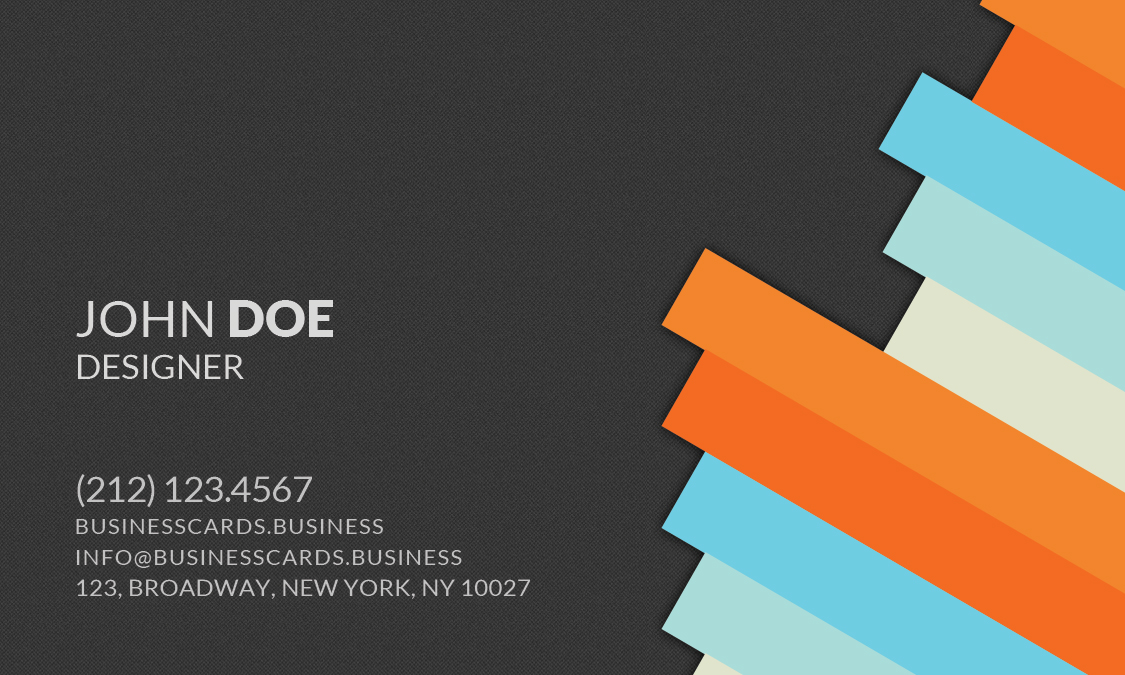 JOHN DOE
DESIGNER
(212) 123.4567
BUSINESSCARDS.BUSINESS
INFO@BUSINESSCARDS.BUSINESS
123, BROADWAY, NEW YORK, NY 10027